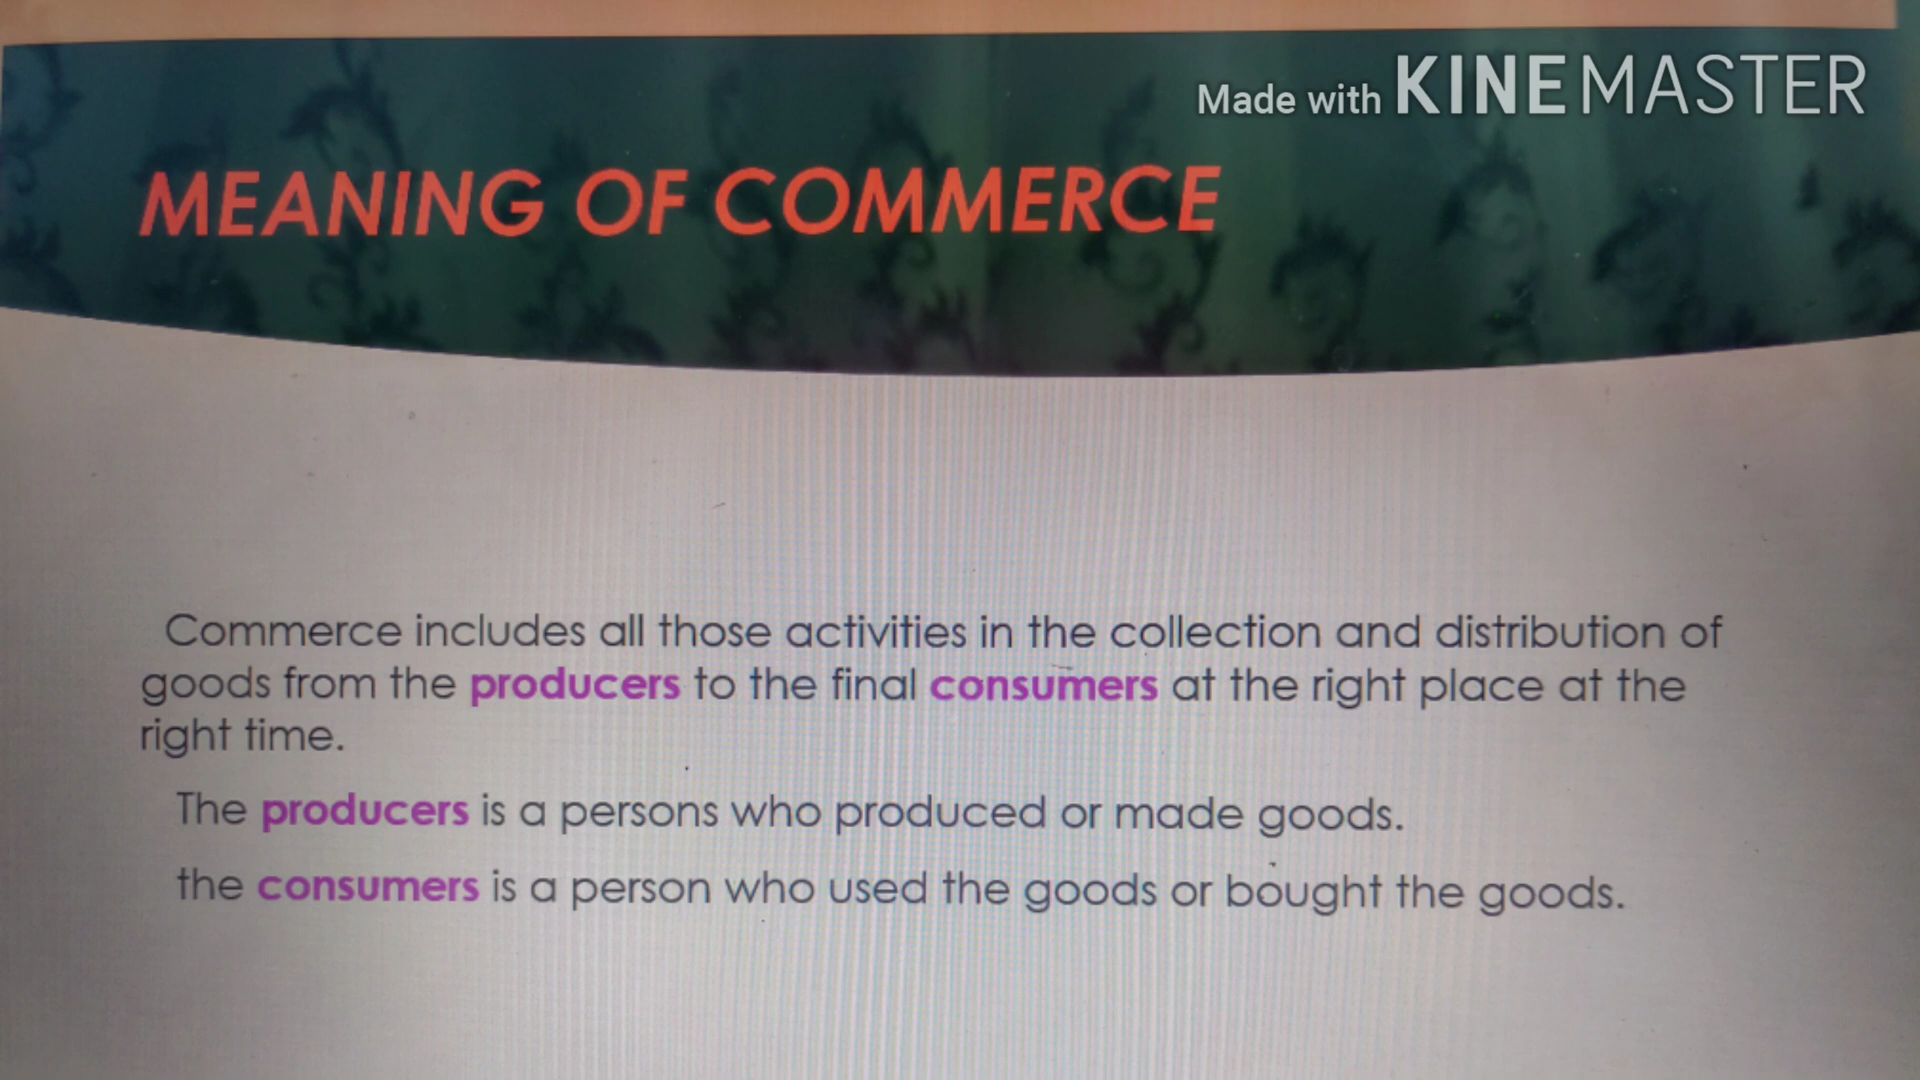 Made with KINEMASTER
MEANING OF COMMERCE
Commerce includes all those activities in the collection and distribution of
goods from the producers to the final consumers at the right place at the
right time.
The producers is a persons who produced or made goods.
the consumers is a person who used the goods or bought the goods.